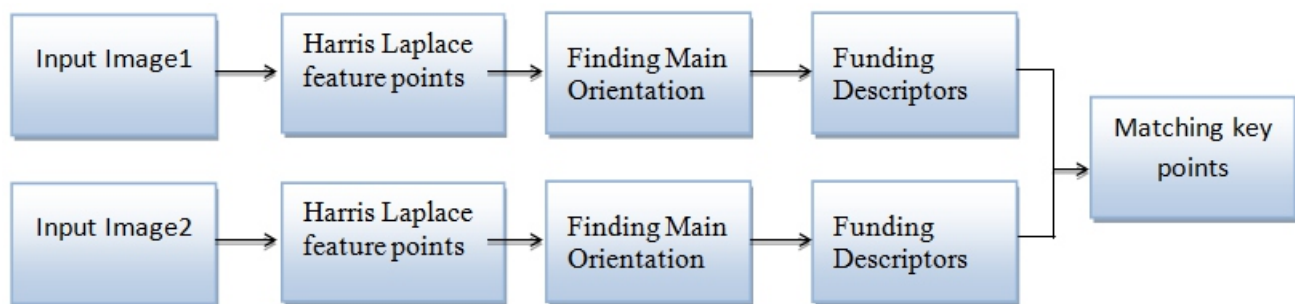 Input Image1
Harris Laplace
feature points
Finding Main
Orientation
Funding
Descriptors
Matching key
points
Input Image2
Harris Laplace
feature points
Finding Main
Orientation
Funding
Descriptors